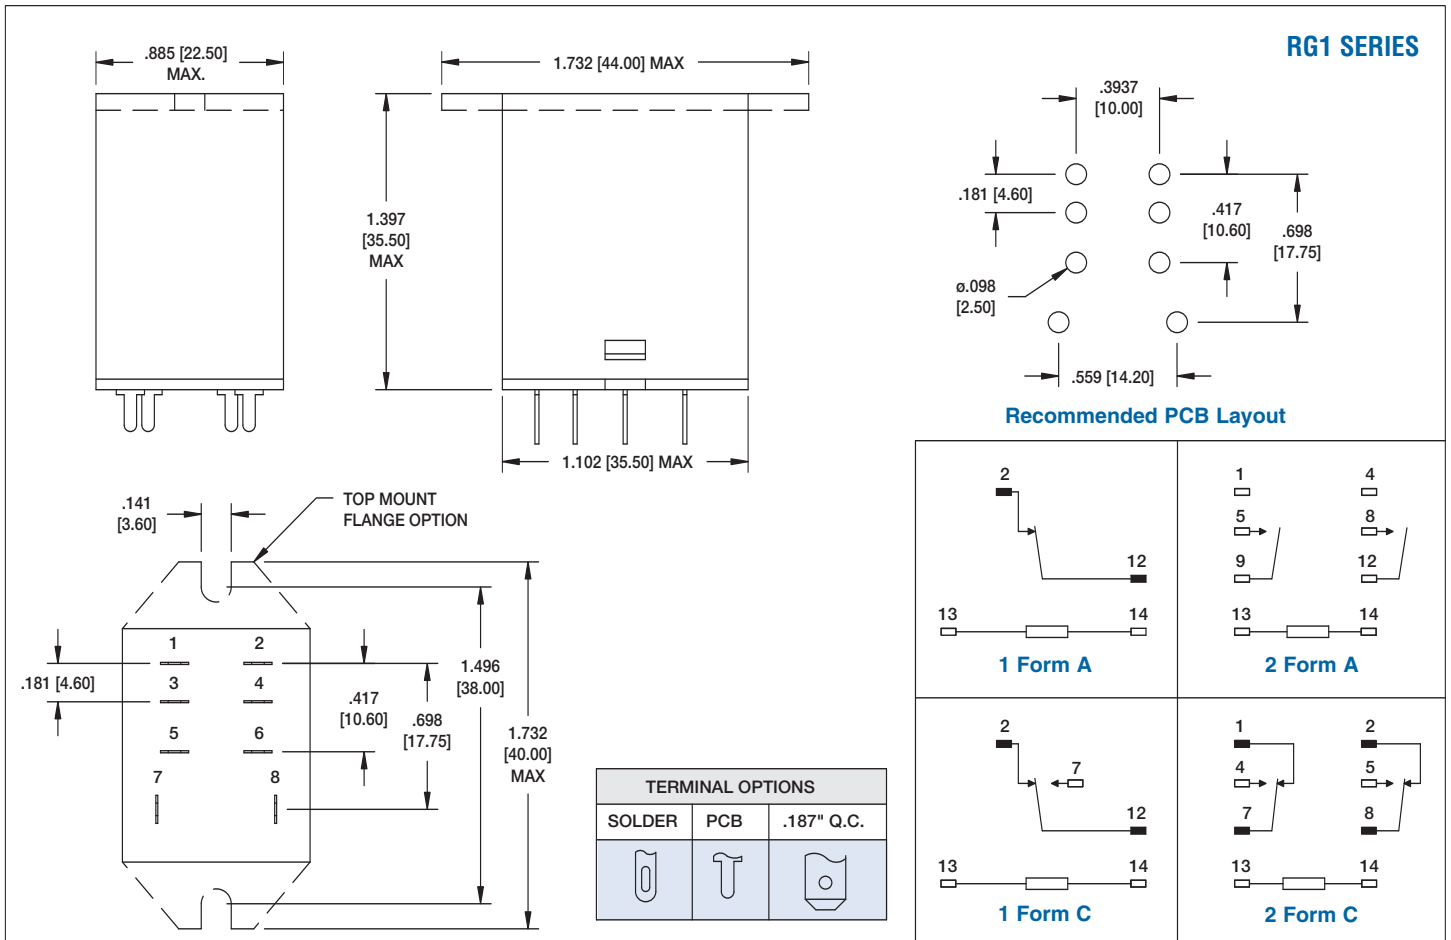 RG1 SERIES
.885 [22.50]
MAX.
1.732 [44.00] MAX
1.397
[35.50]
MAX
1.102 [35.50] MAX
.3937
[10.00]
.181 [4.60]
.417
[10.60]
.698
[17.75]
ø.098
[2.50]
.559 [14.20]
Recommended PCB Layout
.141
[3.60]
TOP MOUNT
FLANGE OPTION
1 2
3 4
5 6
7 8
.181 [4.60]
.417
[10.60]
.698
[17.75]
1.496
[38.00]
1.732
[40.00]
MAX
TERMINAL OPTIONS
SOLDER PCB .187" Q.C.
2
12
13 14
1 Form A
1 4
5 8
9 12
13 14
2 Form A
2
7
12
13 14
1 Form C
1 2
4 5
7 8
13 14
2 Form C